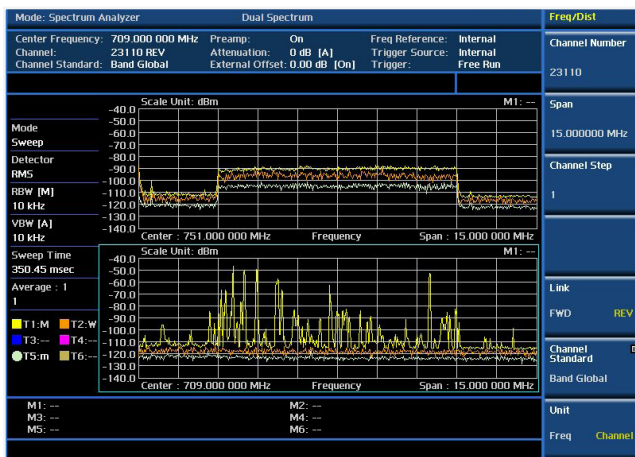 Mode: Spectrum Analyzer Dual Spectrum
Center Frequency: 709.000 000 MHz Preamp: On Freq Reference: Internal
Channel: 23110 REV Attenuation: 0 dB [A] Trigger Source: Internal
Channel Standard: Band Global External Offset: 0.00 dB [On] Trigger: Free Run
Mode
Sweep
Detector
RMS
RBW [M]
10 kHz
VBW [A]
10 kHz
Sweep Time
350.45 msec
Average : 1
1
T1:M T2:W
T3:-- T4:--
T5:m T6:--
Scale Unit: dBm M1: --
-40.0
-50.0
-60.0
-70.0
-80.0
-90.0
-100.0
-110.0
-120.0
-130.0
-140.0
Center : 751.000 000 MHz Frequency Span : 15.000 000 MHz
Scale Unit: dBm M1: --
-40.0
-50.0
-60.0
-70.0
-80.0
-90.0
-100.0
-110.0
-120.0
-130.0
-140.0
Center : 709.000 000 MHz Frequency Span : 15.000 000 MHz
M1: -- M2: --
M3: -- M4: --
M5: -- M6: --
Freq/Dist
Channel Number
23110
Span
15.000000 MHz
Channel Step
1
Link
FWD REV
Channel
Standard
Band Global
Unit
Freq Channel